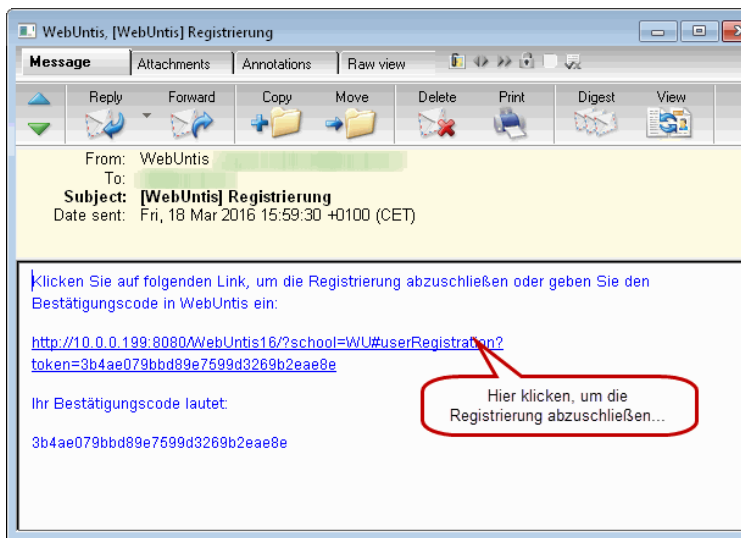 WebUntis, [WebUntis] Registrierung
Message Attachments Annotations Raw view
Reply Forward Copy Move Delete Print Digest View
From: WebUntis
To:
Subject: [WebUntis] Registrierung
Date sent: Fri, 18 Mar 2016 15:59:30 +0100 (CET)
Klicken Sie auf folgenden Link, um die Registrierung abzuschließen oder geben Sie den
Bestätigungscode in WebUntis ein:
http://10.0.0.199:8080/WebUntis16/?school=WU#userRegistration?
token=3b4ae079bbd89e7599d3269b2eae8e
Hier klicken, um die
Registrierung abzuschließen...
Ihr Bestätigungscode lautet:
3b4ae079bbd89e7599d3269b2eae8e